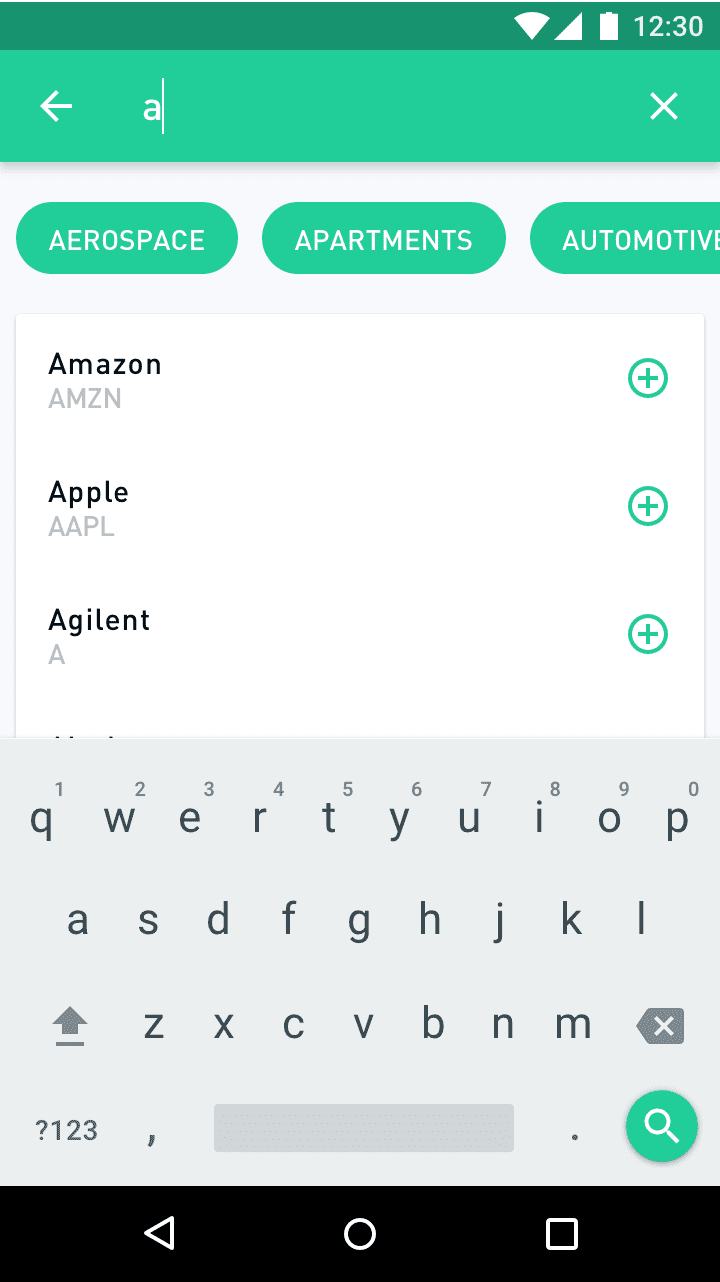 12:30
a
AEROSPACE APARTMENTS AUTOMOTIVE
Amazon
AMZN
Apple
AAPL
Agilent
A
1 2 3 4 5 6 7 8 9 0
q w e r t y u i o p
a s d f g h j k l
z x c v b n m
?123 , .